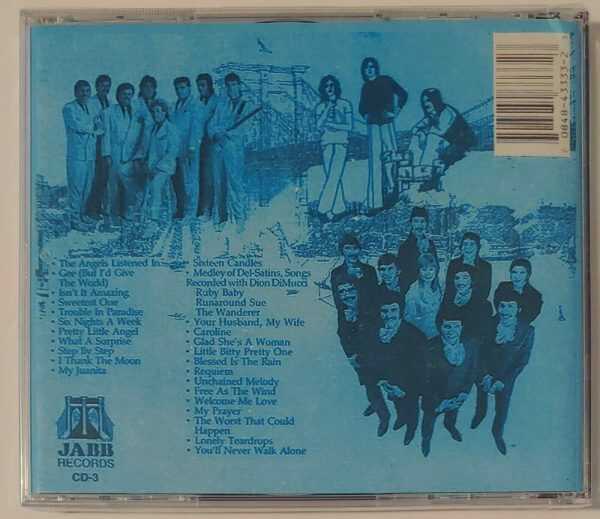 0848-43133-2
• The Angels Listened In
• Gee (But I'd Give
The World)
• Isn't It Amazing
• Sweetest One
• Trouble In Paradise
• Six Nights A Week
• Pretty Little Angel
• What A Surprise
• Step By Step
• I Thank The Moon
• My Juanita
• Sixteen Candles
• Medley of Del-Satins, Songs
Recorded with Dion DiMucci
Ruby Baby
Runaround Sue
The Wanderer
• Your Husband, My Wife
• Caroline
• Glad She's A Woman
• Little Bitty Pretty One
• Blessed Is The Rain
• Requiem
• Unchained Melody
• Free As The Wind
• Welcome Me Love
• My Prayer
• The Worst That Could
Happen
• Lonely Teardrops
• You'll Never Walk Alone
JABB
RECORDS
CD-3